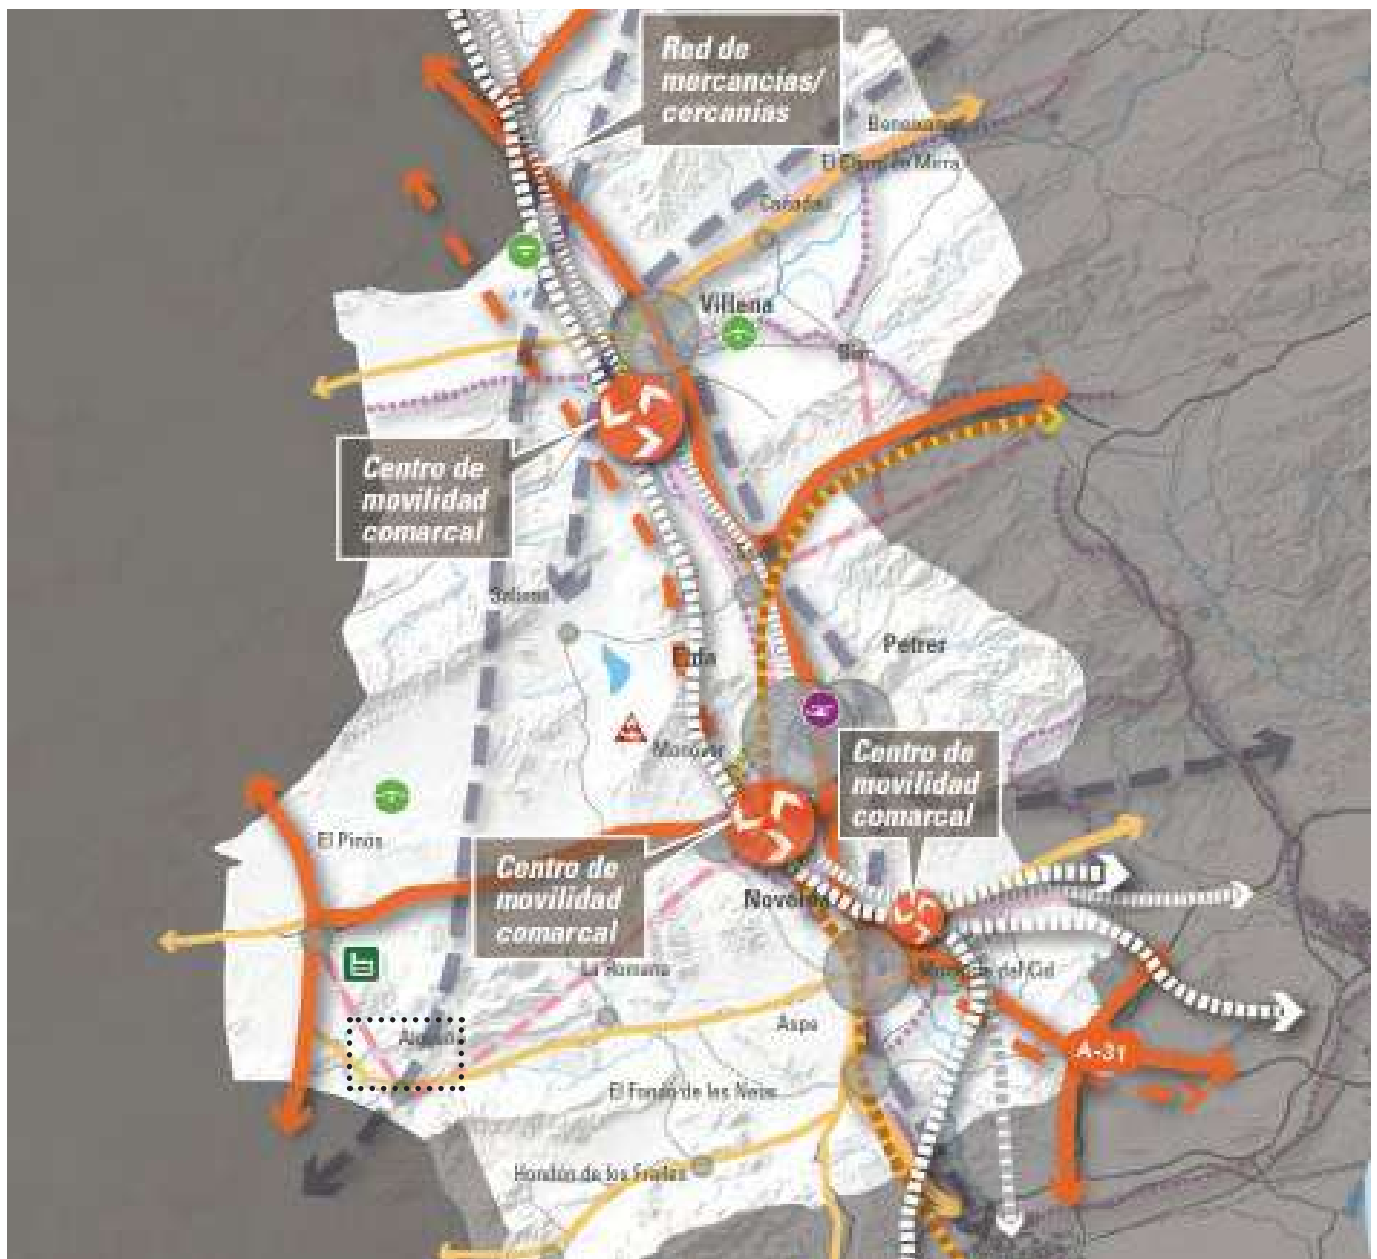 Red de
mercancías/
cercanías
Cañada
Villena
Biar
Centro de
movilidad
comarcal
Salinas
Petrer
Elda
Monóvar
Centro de
movilidad
comarcal
El Pinós
Centro de
movilidad
comarcal
Novelda
La Romana
del Cid
Aspe
A-31
El Fondó de les Neus
Hondón de los Frailes